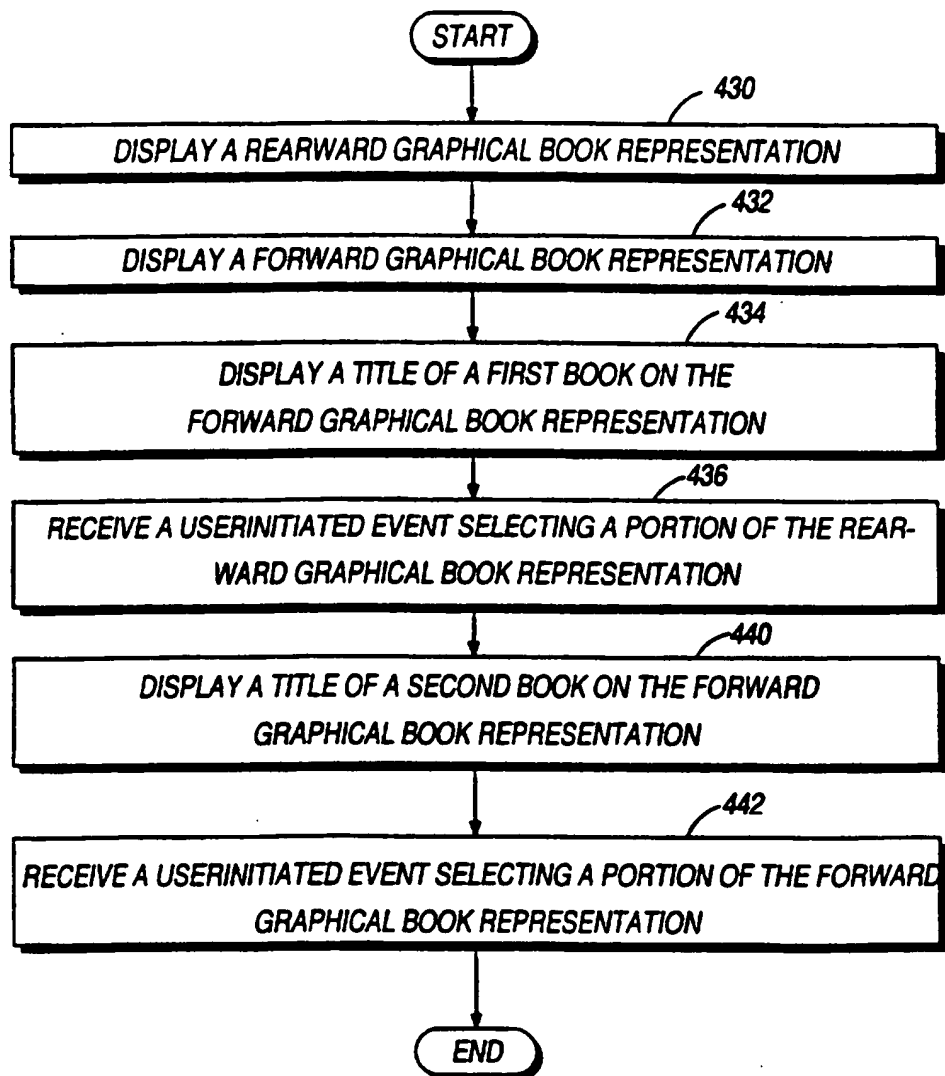 START
430
DISPLAY A REARWARD GRAPHICAL BOOK REPRESENTATION
432
DISPLAY A FORWARD GRAPHICAL BOOK REPRESENTATION
434
DISPLAY A TITLE OF A FIRST BOOK ON THE
FORWARD GRAPHICAL BOOK REPRESENTATION
436
RECEIVE A USERINITIATED EVENT SELECTING A PORTION OF THE REAR-
WARD GRAPHICAL BOOK REPRESENTATION
440
DISPLAY A TITLE OF A SECOND BOOK ON THE FORWARD
GRAPHICAL BOOK REPRESENTATION
442
RECEIVE A USERINITIATED EVENT SELECTING A PORTION OF THE FORWARD
GRAPHICAL BOOK REPRESENTATION
END